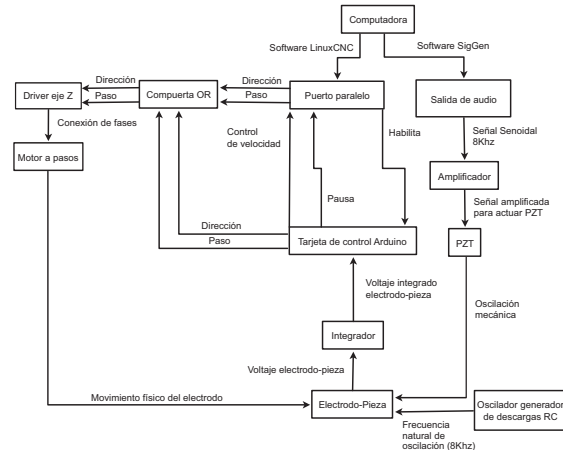 Computadora
Software LinuxCNC
Software SigGen
Driver eje Z
Dirección
Paso
Compuerta OR
Dirección
Paso
Puerto paralelo
Salida de audio
Conexión de fases
Control
de velocidad
Habilita
Señal Senoidal
8Khz
Motor a pasos
Amplificador
Pausa
Señal amplificada
para actuar PZT
Dirección
Paso
Tarjeta de control Arduino
PZT
Voltaje integrado
electrodo-pieza
Oscilación
mecánica
Integrador
Voltaje electrodo-pieza
Movimiento físico del electrodo
Electrodo-Pieza
Oscilador generador
de descargas RC
Frecuencia
natural de
oscilación (8Khz)